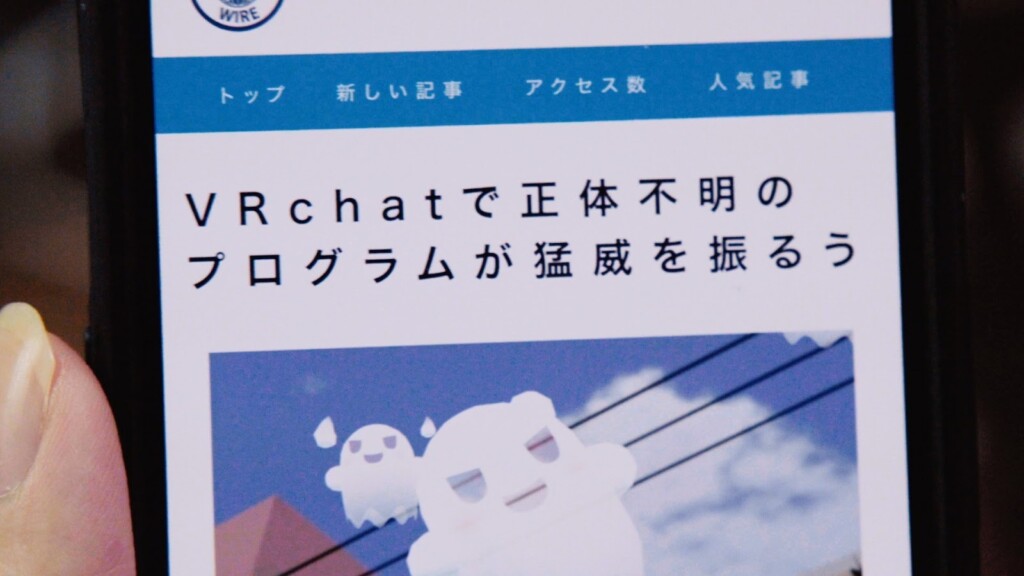 WIRE
トップ 新しい記事 アクセス数 人気記事
VRchatで正体不明の
プログラムが猛威を振るう